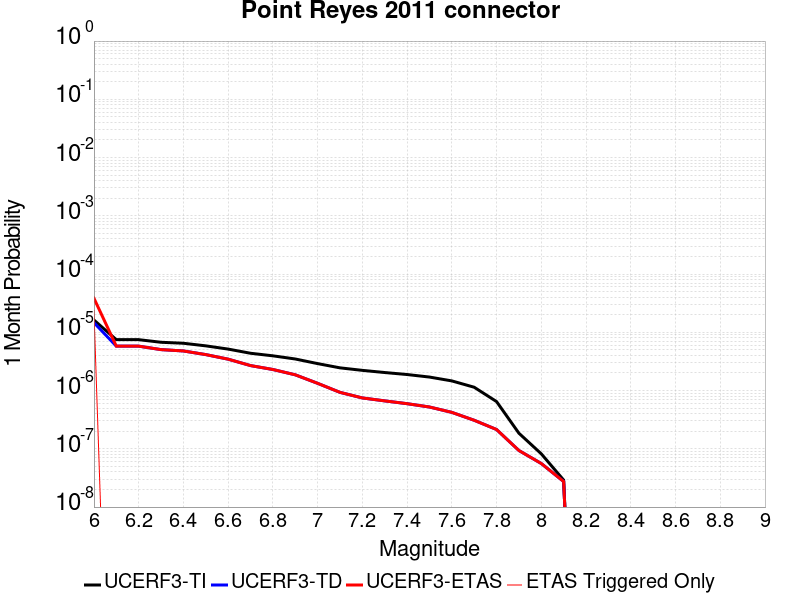 Point Reyes 2011 connector
10^0
10^-1
10^-2
10^-3
10^-4
10^-5
10^-6
10^-7
10^-8
1 Month Probability
6 6.2 6.4 6.6 6.8 7 7.2 7.4 7.6 7.8 8 8.2 8.4 8.6 8.8 9
Magnitude
UCERF3-TI UCERF3-TD UCERF3-ETAS ETAS Triggered Only